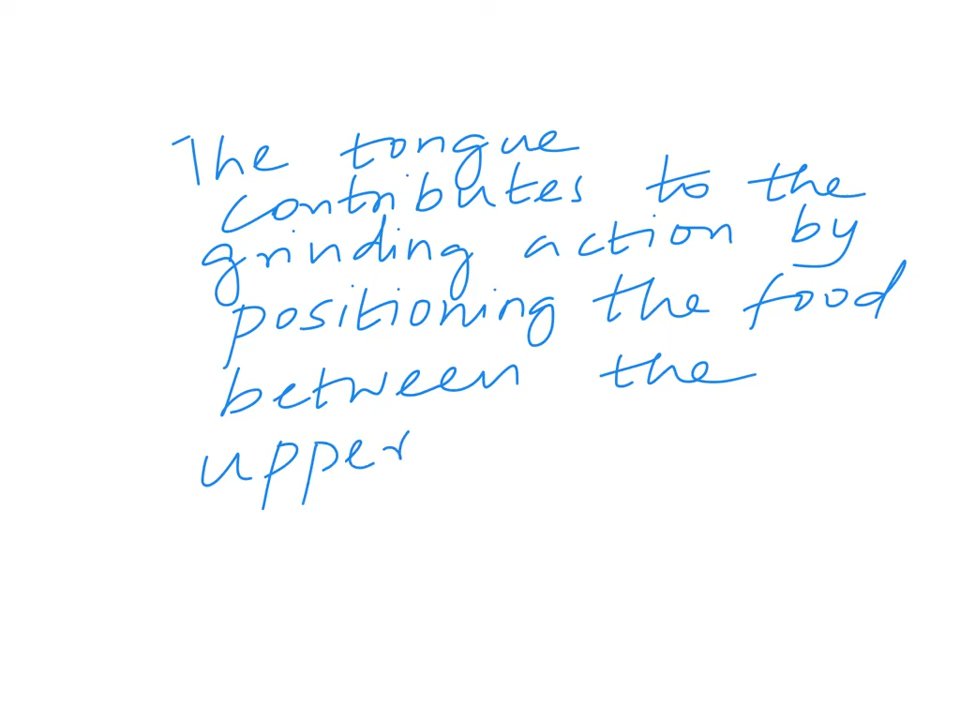 The tongue
contributes to the
grinding action by
positioning the food
between the
upper